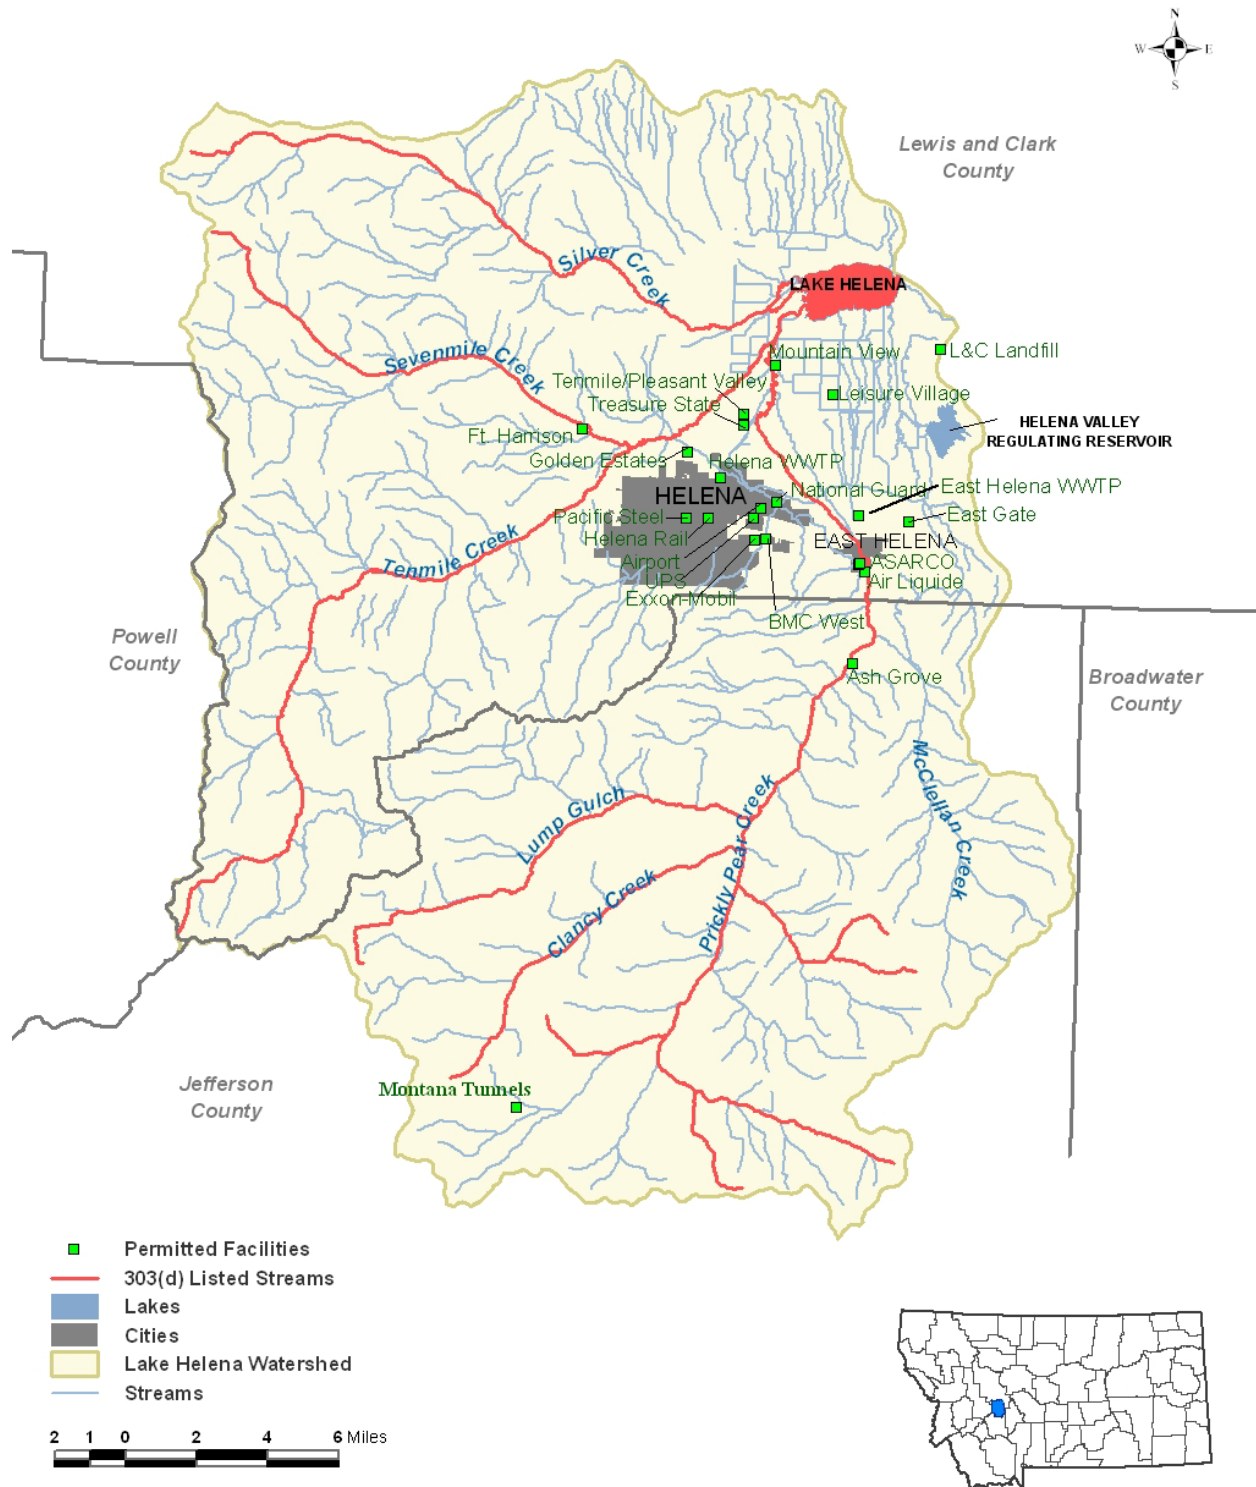 N
W
E
S
Lewis and Clark
County
Silver Creek
LAKE HELENA
Sevenmile Creek
Mountain View
L&C Landfill
Tenmile/Pleasant Valley
Treasure State
Leisure Village
HELENA VALLEY
REGULATING RESERVOIR
Ft. Harrison
Golden Estates
Helena WWTP
HELENA
National Guard
East Helena WWTP
Pacific Steel
East Gate
Helena Rail
EAST HELENA
Tenmile Creek
Airport
ASARCO
UPS
Air Liquide
Exxon-Mobil
BMC West
Powell
County
Ash Grove
Broadwater
County
McClellan Creek
Lump Gulch
Prickly Pear Creek
Clancy Creek
Jefferson
County
Montana Tunnels
Permitted Facilities
303(d) Listed Streams
Lakes
Cities
Lake Helena Watershed
Streams
2 1 0 2 4 6 Miles